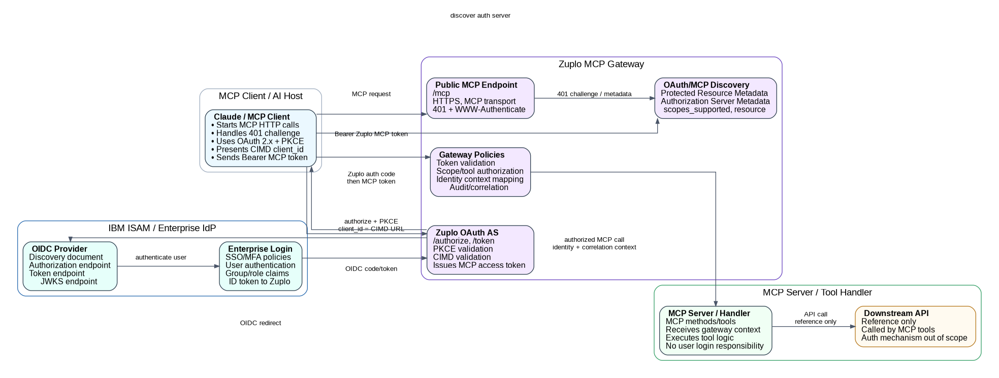 discover auth server
Zuplo MCP Gateway
Public MCP Endpoint
/mcp
HTTPS, MCP transport
401 + WWW-Authenticate
401 challenge / metadata
OAuth/MCP Discovery
Protected Resource Metadata
Authorization Server Metadata
scopes_supported, resource
MCP Client / AI Host
Claude / MCP Client
• Starts MCP HTTP calls
• Handles 401 challenge
• Uses OAuth 2.x + PKCE
• Presents CIMD client_id
• Sends Bearer MCP token
MCP request
Bearer Zuplo MCP token
Gateway Policies
Token validation
Scope/tool authorization
Identity context mapping
Audit/correlation
Zuplo auth code
then MCP token
authorize + PKCE
client_id = CIMD URL
IBM ISAM / Enterprise IdP
OIDC Provider
Discovery document
Authorization endpoint
Token endpoint
JWKS endpoint
authenticate user
Enterprise Login
SSO/MFA policies
User authentication
Group/role claims
ID token to Zuplo
OIDC code/token
Zuplo OAuth AS
/authorize, /token
PKCE validation
CIMD validation
Issues MCP access token
authorized MCP call
identity + correlation context
OIDC redirect
MCP Server / Tool Handler
MCP Server / Handler
MCP methods/tools
Receives gateway context
Executes tool logic
No user login responsibility
API call
reference only
Downstream API
Reference only
Called by MCP tools
Auth mechanism out of scope